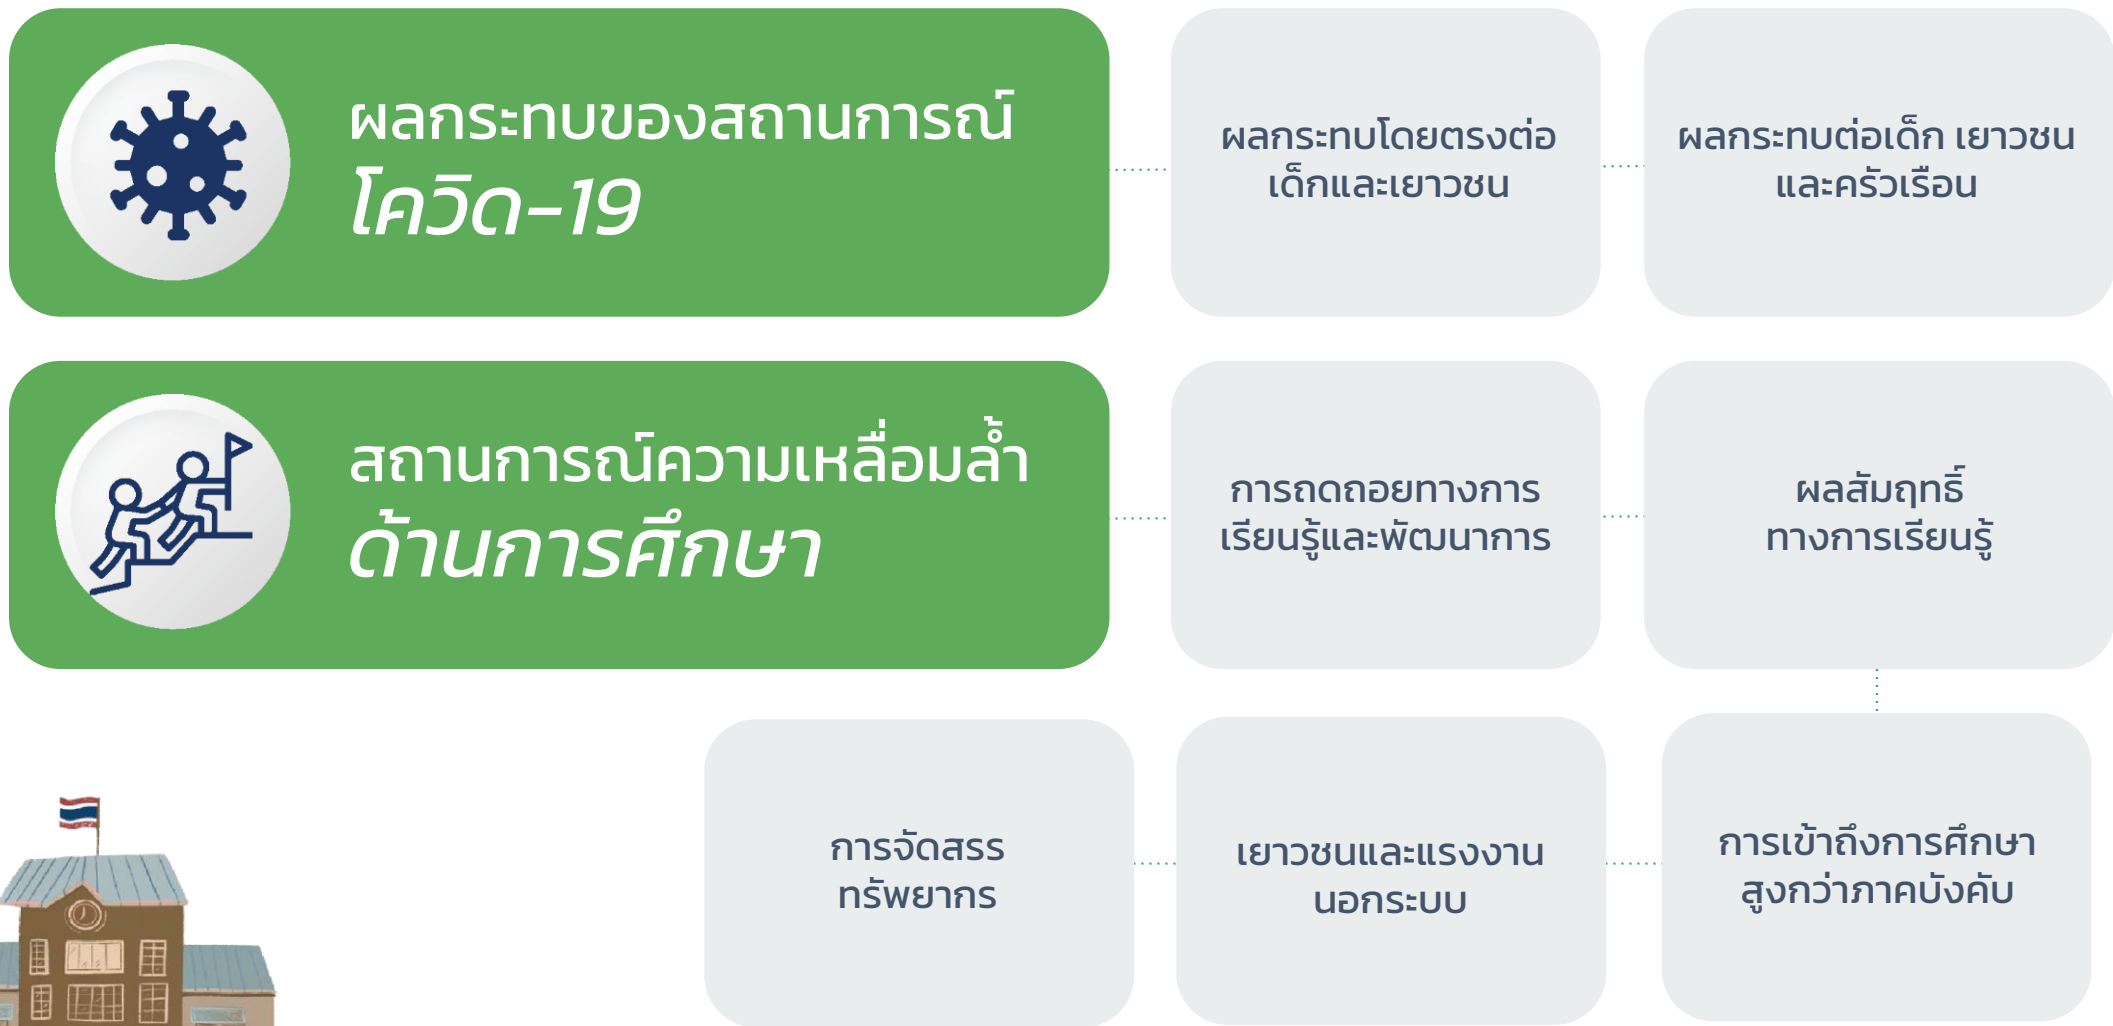 ผลกระทบของสถานการณ์
โควิด-19
ผลกระทบโดยตรงต่อ
เด็กและเยาวชน
ผลกระทบต่อเด็ก เยาวชน
และครัวเรือน
สถานการณ์ความเหลื่อมล้ำ
ด้านการศึกษา
การถดถอยทางการ
เรียนรู้และพัฒนาการ
ผลสัมฤทธิ์
ทางการเรียนรู้
การจัดสรร
ทรัพยากร
เยาวชนและแรงงาน
นอกระบบ
การเข้าถึงการศึกษา
สูงกว่าภาคบังคับ